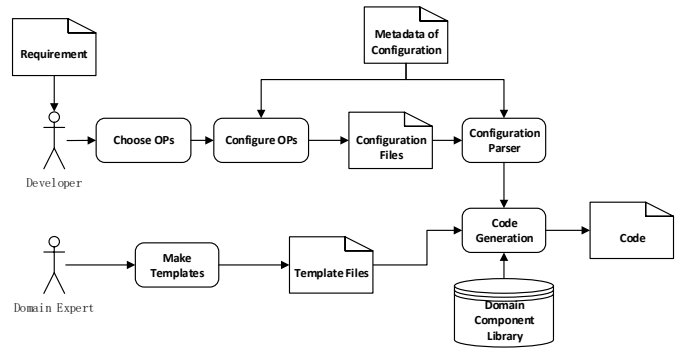 Metadata of
Configuration
Requirement
Choose OPs
Configure OPs
Configuration
Files
Configuration
Parser
Developer
Code
Generation
Code
Make
Templates
Template Files
Domain Expert
Domain
Component
Library